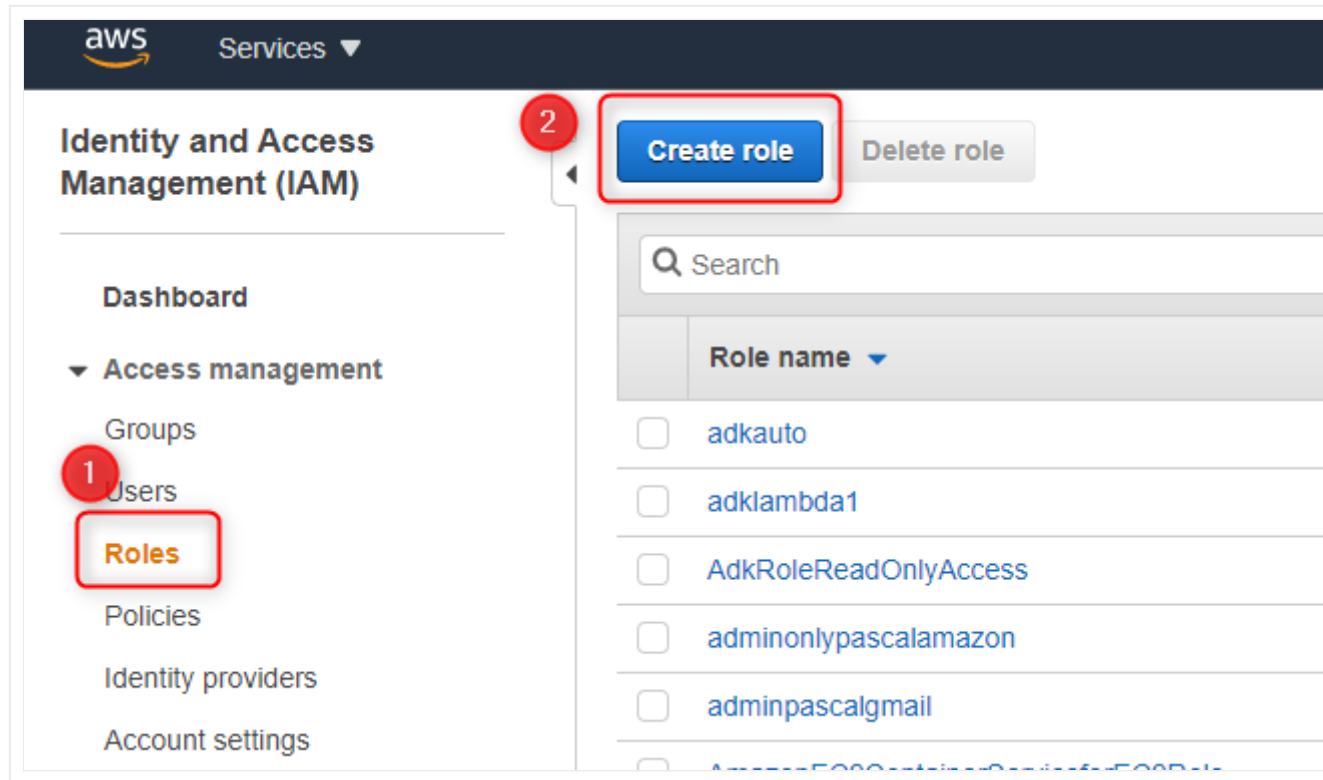 aws
Services
Identity and Access
Management (IAM)
Dashboard
Access management
Groups
1
Users
Roles
Policies
Identity providers
Account settings
2
Create role
Delete role
Search
Role name
adkauto
adklambda1
AdkRoleReadOnlyAccess
adminonlypascalamazon
adminpascalgmail